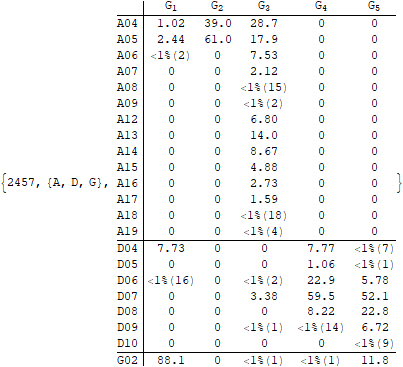 G1 G2 G3 G4 G5
A04 1.02 39.0 28.7 0 0
A05 2.44 61.0 17.9 0 0
A06 <1%(2) 0 7.53 0 0
A07 0 0 2.12 0 0
A08 0 0 <1%(15) 0 0
A09 0 0 <1%(2) 0 0
A12 0 0 6.80 0 0
A13 0 0 14.0 0 0
A14 0 0 8.67 0 0
A15 0 0 4.88 0 0
{2457, {A, D, G}, A16 0 0 2.73 0 0 }
A17 0 0 1.59 0 0
A18 0 0 <1%(18) 0 0
A19 0 0 <1%(4) 0 0
D04 7.73 0 0 7.77 <1%(7)
D05 0 0 0 1.06 <1%(1)
D06 <1%(16) 0 <1%(2) 22.9 5.78
D07 0 0 3.38 59.5 52.1
D08 0 0 0 8.22 22.8
D09 0 0 <1%(1) <1%(14) 6.72
D10 0 0 0 0 <1%(9)
G02 88.1 0 <1%(1) <1%(1) 11.8